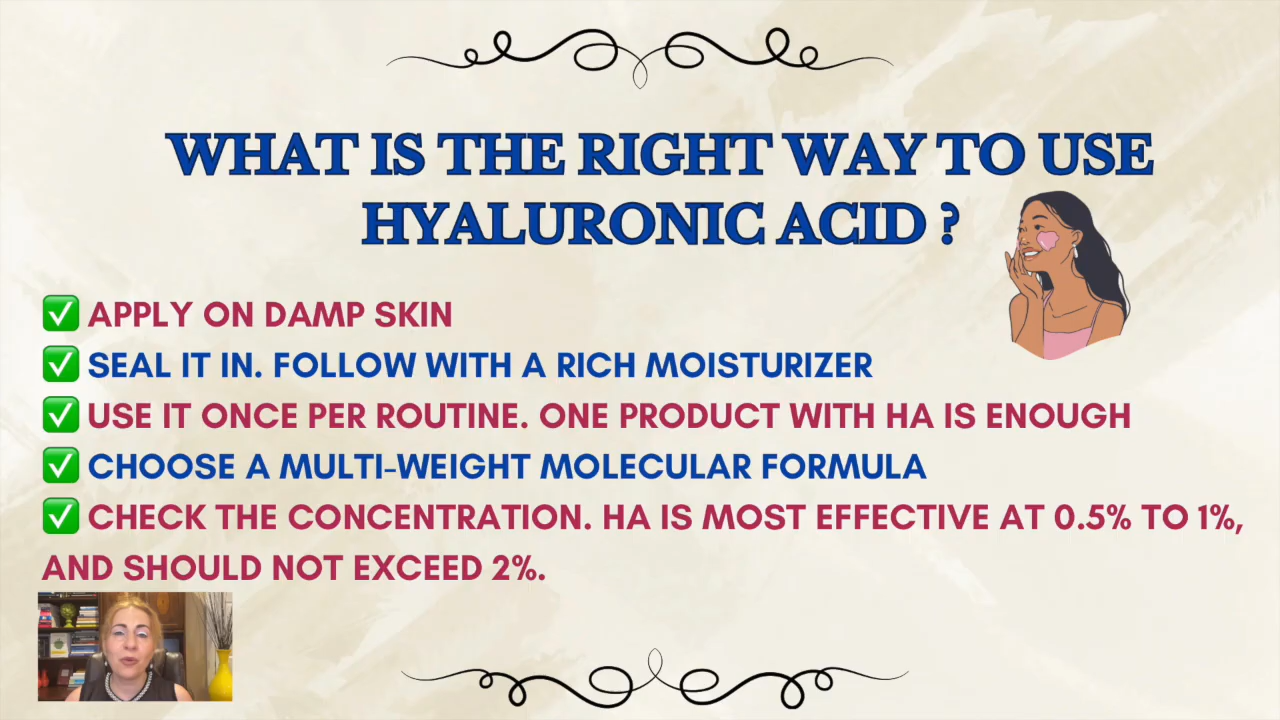 WHAT IS THE RIGHT WAY TO USE
HYALURONIC ACID ?
✅ APPLY ON DAMP SKIN
✅ SEAL IT IN. FOLLOW WITH A RICH MOISTURIZER
✅ USE IT ONCE PER ROUTINE. ONE PRODUCT WITH HA IS ENOUGH
✅ CHOOSE A MULTI-WEIGHT MOLECULAR FORMULA
✅ CHECK THE CONCENTRATION. HA IS MOST EFFECTIVE AT 0.5% TO 1%,
AND SHOULD NOT EXCEED 2%.